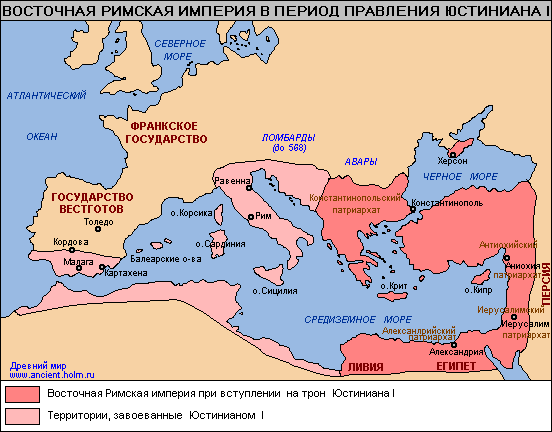 ВОСТОЧНАЯ РИМСКАЯ ИМПЕРИЯ В ПЕРИОД ПРАВЛЕНИЯ ЮСТИНИАНА I
СЕВЕРНОЕ
МОРЕ
АТЛАНТИЧЕСКИЙ
ОКЕАН
ФРАНКСКОЕ
ГОСУДАРСТВО
ЛОМБАРДЫ
(до 568)
АВАРЫ
Херсон
ЧЕРНОЕ МОРЕ
ГОСУДАРСТВО
ВЕСТГОТОВ
Толедо
Кордова
Малага
Картахена
Балеарские о-ва
о.Корсика
о.Сардиния
Равенна
Рим
о.Сицилия
Константинопольский
патриархат
Константинополь
Антиохийский
Аниохия
патриархат
о.Крит
о.Кипр
ПЕРСИЯ
СРЕДИЗЕМНОЕ МОРЕ
Иерусалимский
Иерусалим
патриархат
Александрийский
патриархат
Александрия
ЛИВИЯ
ЕГИПЕТ
Древний мир
www.ancient.holm.ru
Восточная Римская империя при вступлении на трон Юстиниана I
Территории, завоеванные Юстинианом I